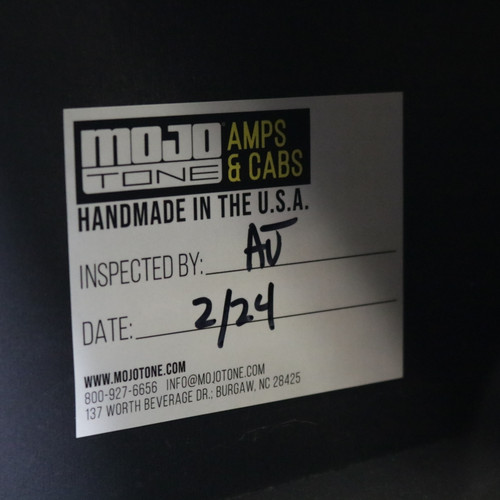 MOJO TONE AMPS & CABS
HANDMADE IN THE U.S.A.
INSPECTED BY: AJ
DATE: 2/24
WWW.MOJOTONE.COM
800-927-6656 INFO@MOJOTONE.COM
137 WORTH BEVERAGE DR.; BURGAW, NC 28425